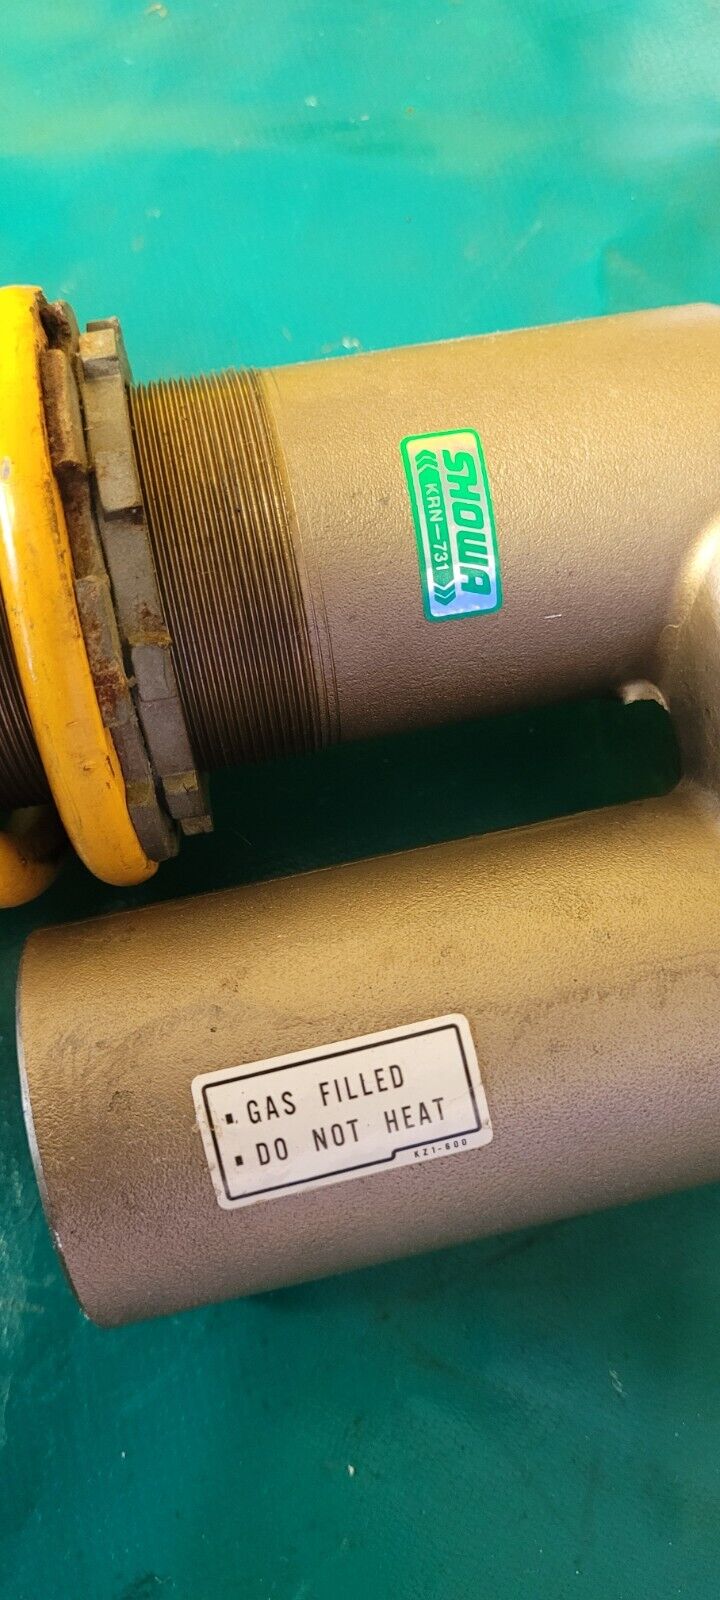 SHOWA
KRN-731
GAS FILLED
DO NOT HEAT
KZ1-600